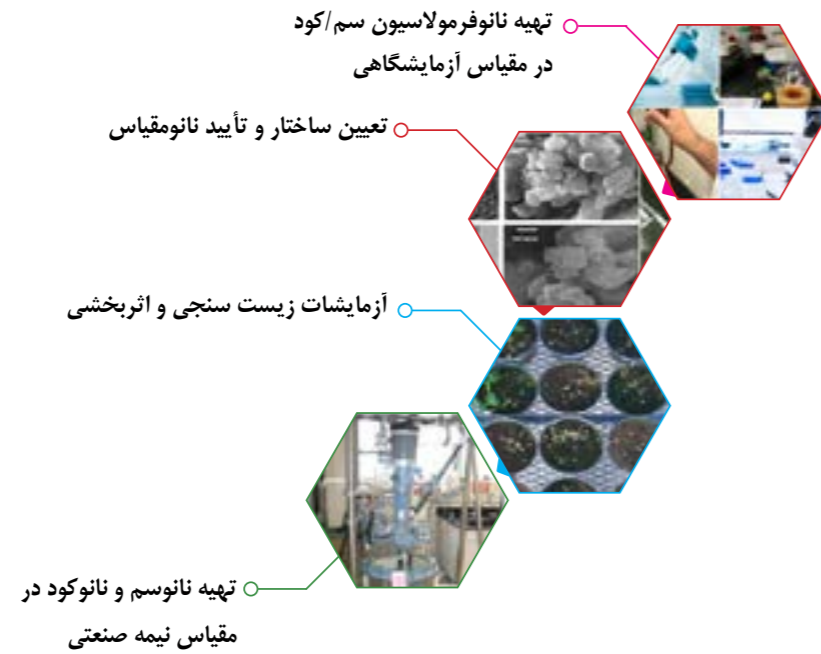 تهیه نانوفرمولاسیون سم/کود
در مقیاس آزمایشگاهی
تعیین ساختار و تأیید نانومقیاس
آزمایشات زیست سنجی و اثربخشی
تهیه نانوسم و نانوکود در
مقیاس نیمه صنعتی